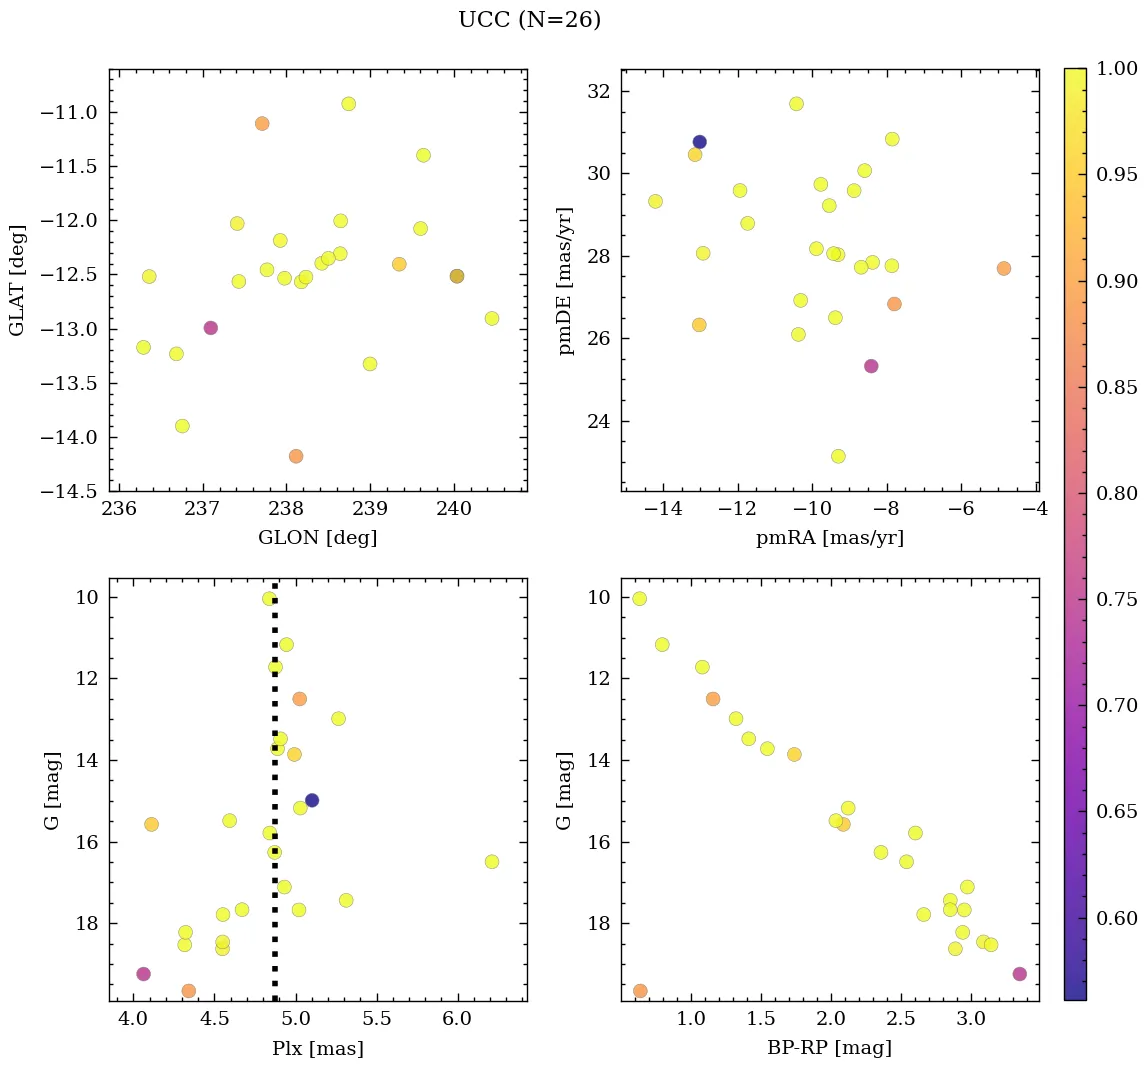 UCC (N=26)
−11.0
−11.5
−12.0
−12.5
−13.0
−13.5
−14.0
−14.5
GLAT [deg]
236 237 238 239 240
GLON [deg]
32
30
28
26
24
pmDE [mas/yr]
−14 −12 −10 −8 −6 −4
pmRA [mas/yr]
1.00
0.95
0.90
0.85
0.80
0.75
0.70
0.65
0.60
10
12
14
16
18
G [mag]
4.0 4.5 5.0 5.5 6.0
Plx [mas]
10
12
14
16
18
G [mag]
1.0 1.5 2.0 2.5 3.0
BP-RP [mag]